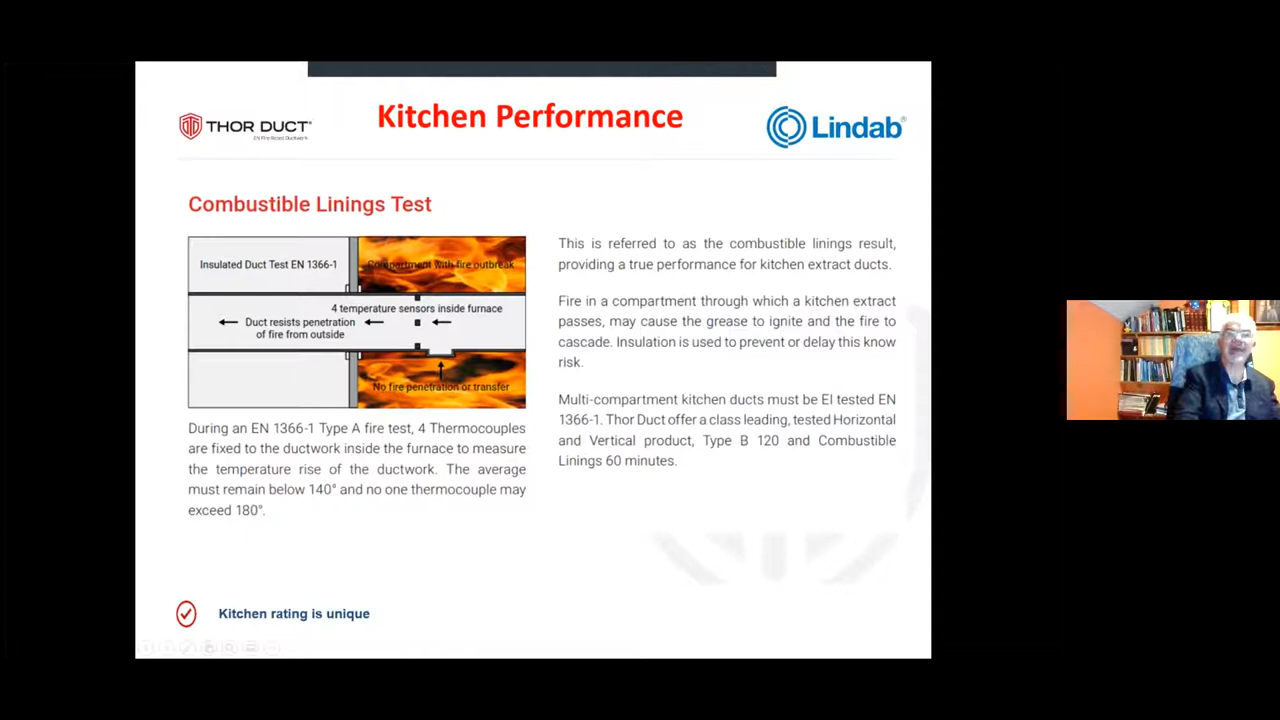 Kitchen Performance
THOR DUCT®
EN Fire Rated Ductwork
Lindab®
Combustible Linings Test
Insulated Duct Test EN 1366-1
Compartment with fire outbreak
4 temperature sensors inside furnace
Duct resists penetration
of fire from outside
No fire penetration or transfer
During an EN 1366-1 Type A fire test, 4 Thermocouples
are fixed to the ductwork inside the furnace to measure
the temperature rise of the ductwork. The average
must remain below 140° and no one thermocouple may
exceed 180°.
This is referred to as the combustible linings result,
providing a true performance for kitchen extract ducts.
Fire in a compartment through which a kitchen extract
passes, may cause the grease to ignite and the fire to
cascade. Insulation is used to prevent or delay this know
risk.
Multi-compartment kitchen ducts must be EI tested EN
1366-1. Thor Duct offer a class leading, tested Horizontal
and Vertical product, Type B 120 and Combustible
Linings 60 minutes.
Kitchen rating is unique